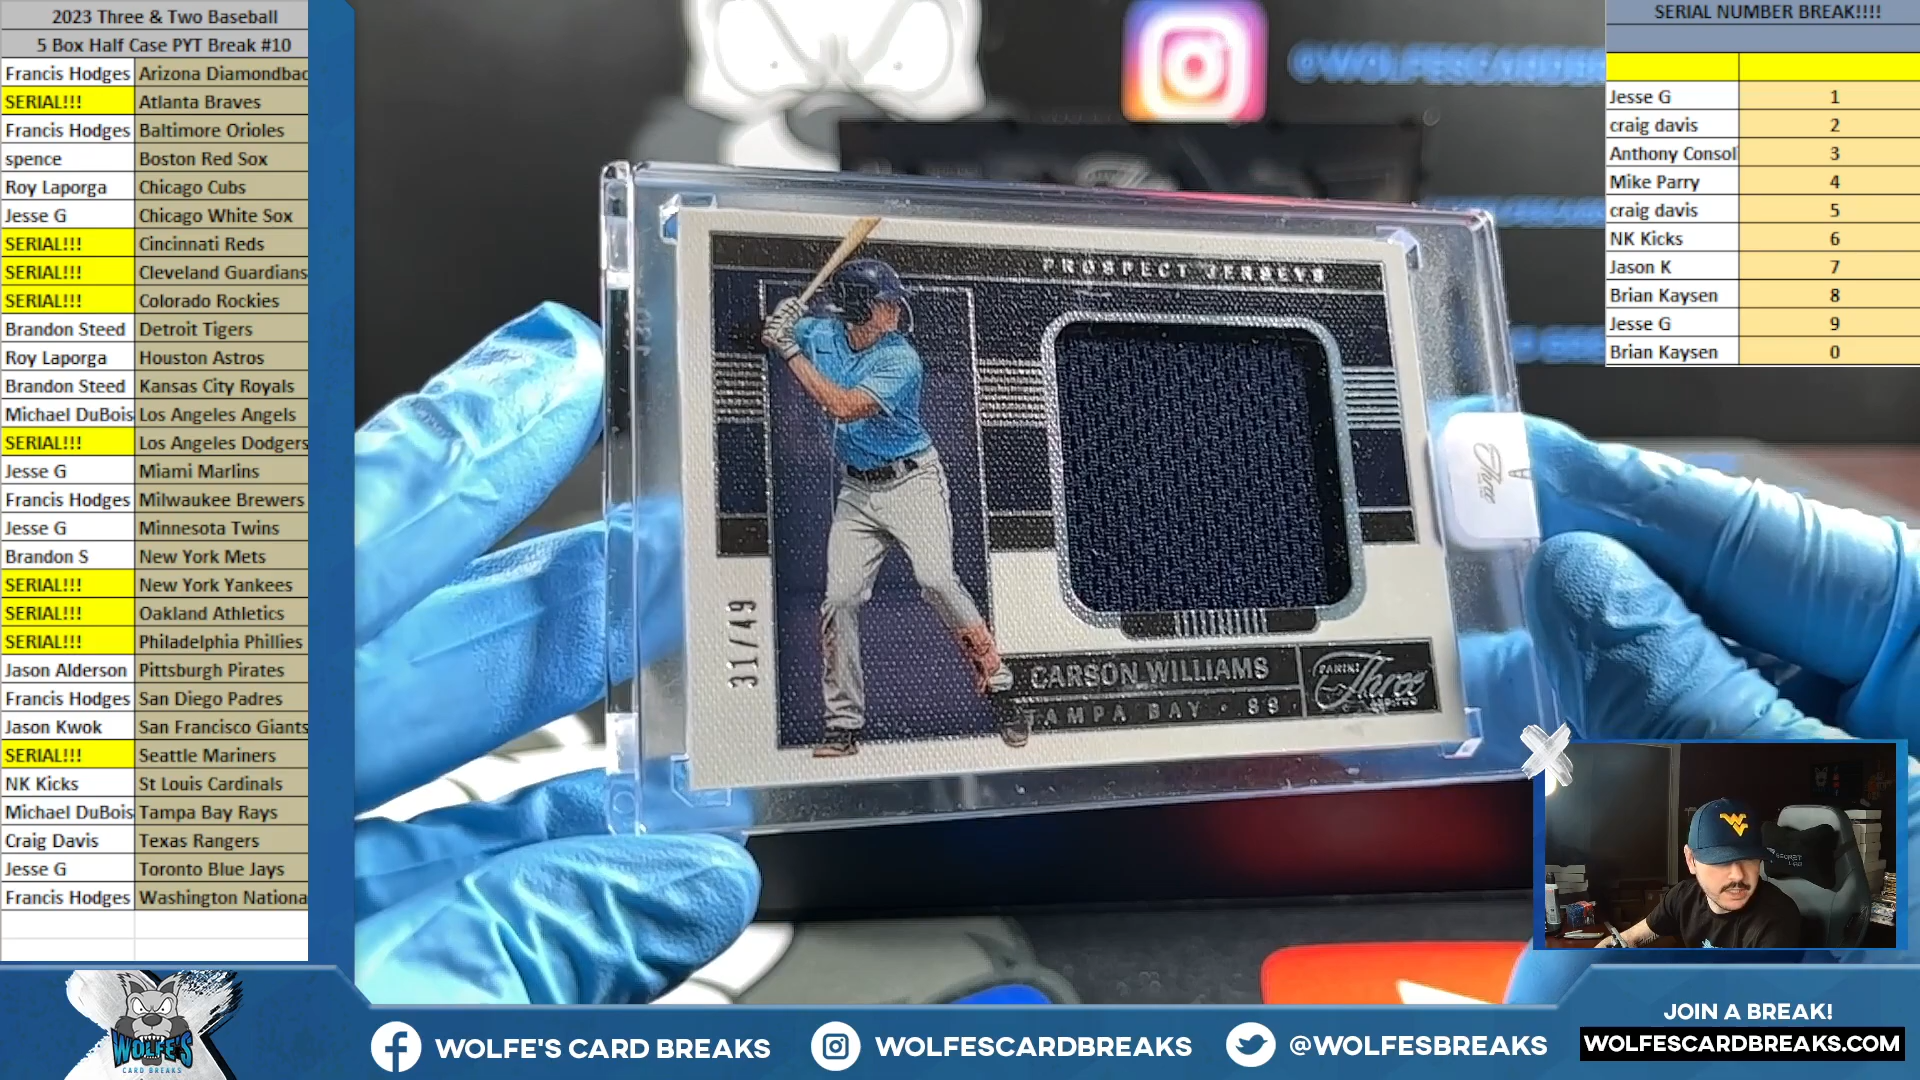 2023 Three & Two Baseball
5 Box Half Case PYT Break #10
Francis Hodges Arizona Diamondbac
SERIAL!!! Atlanta Braves
Francis Hodges Baltimore Orioles
spence Boston Red Sox
Roy Laporga Chicago Cubs
Jesse G Chicago White Sox
SERIAL!!! Cincinnati Reds
SERIAL!!! Cleveland Guardians
SERIAL!!! Colorado Rockies
Brandon Steed Detroit Tigers
Roy Laporga Houston Astros
Brandon Steed Kansas City Royals
Michael DuBois Los Angeles Angels
SERIAL!!! Los Angeles Dodgers
Jesse G Miami Marlins
Francis Hodges Milwaukee Brewers
Jesse G Minnesota Twins
Brandon S New York Mets
SERIAL!!! New York Yankees
SERIAL!!! Oakland Athletics
SERIAL!!! Philadelphia Phillies
Jason Alderson Pittsburgh Pirates
Francis Hodges San Diego Padres
Jason Kwok San Francisco Giants
SERIAL!!! Seattle Mariners
NK Kicks St Louis Cardinals
Michael DuBois Tampa Bay Rays
Craig Davis Texas Rangers
Jesse G Toronto Blue Jays
Francis Hodges Washington Nationa
@WOLFESCARDBREA
PROSPECT JERSEYS
31/49
CARSON WILLIAMS
TAMPA BAY · SS
PANINI
Three
AND TWO
Three
SERIAL NUMBER BREAK!!!!
Jesse G 1
craig davis 2
Anthony Consol 3
Mike Parry 4
craig davis 5
NK Kicks 6
Jason K 7
Brian Kaysen 8
Jesse G 9
Brian Kaysen 0
WV
WOLFE'S
CARD BREAKS
WOLFE'S CARD BREAKS
WOLFESCARDBREAKS
@WOLFESBREAKS
JOIN A BREAK!
WOLFESCARDBREAKS.COM